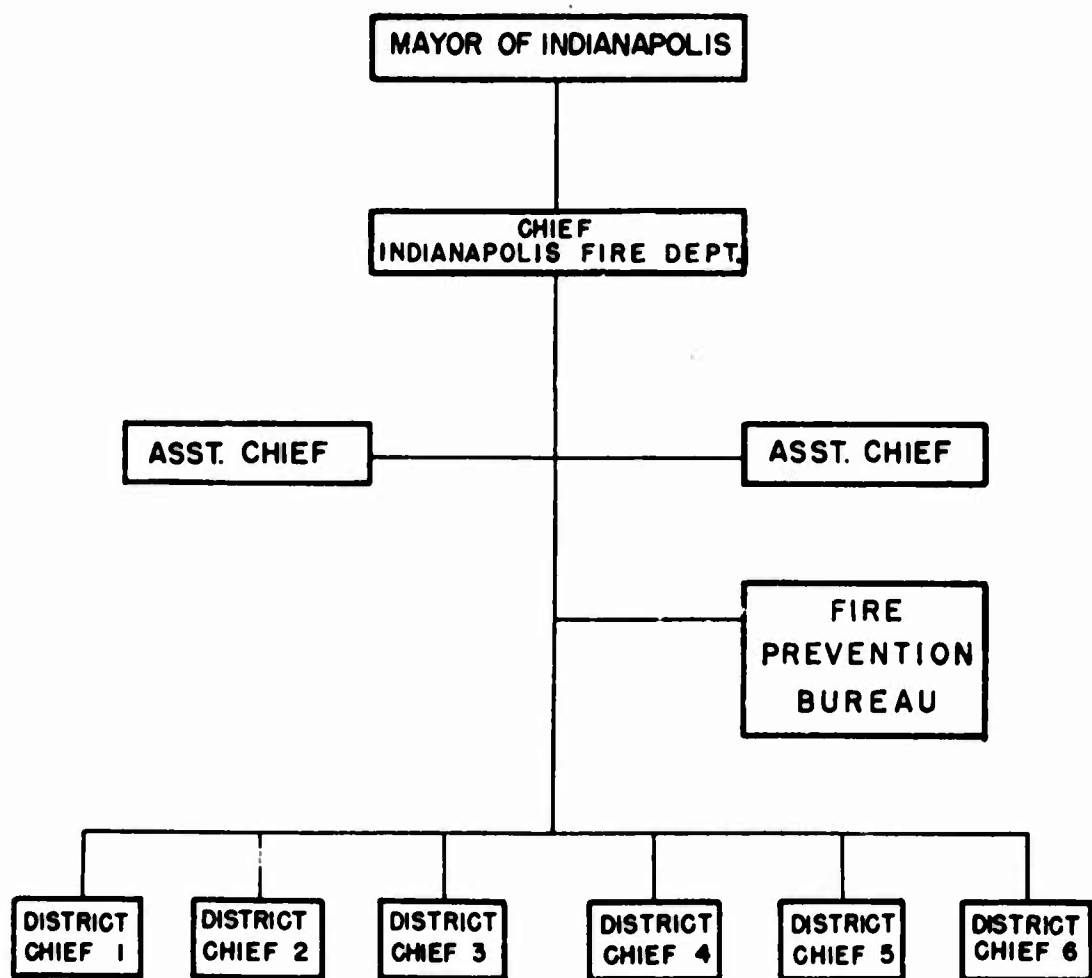 MAYOR OF INDIANAPOLIS
CHIEF
INDIANAPOLIS FIRE DEPT.
ASST. CHIEF
ASST. CHIEF
FIRE
PREVENTION
BUREAU
DISTRICT
CHIEF 1
DISTRICT
CHIEF 2
DISTRICT
CHIEF 3
DISTRICT
CHIEF 4
DISTRICT
CHIEF 5
DISTRICT
CHIEF 6